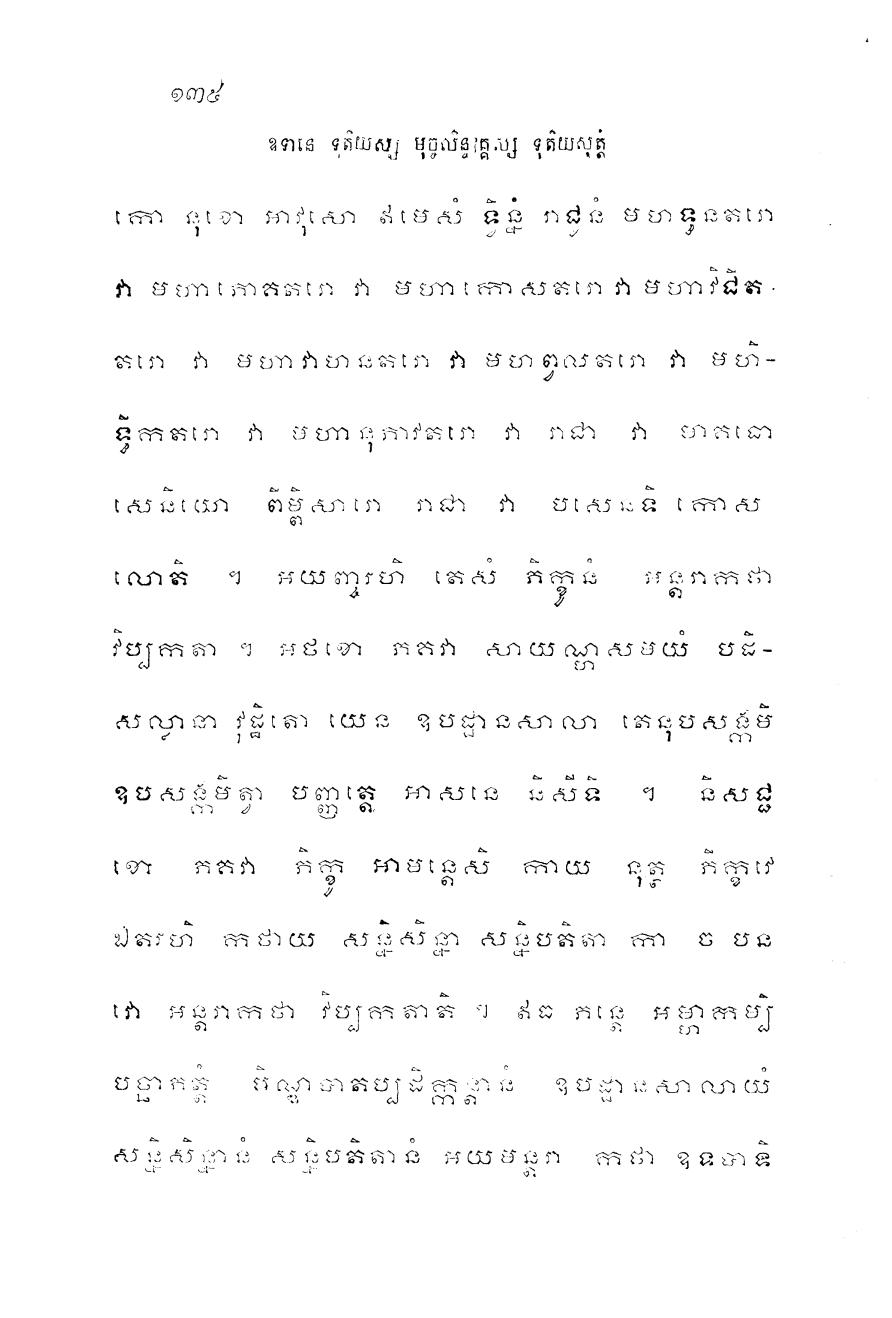 ១៣៥
ឧទានេ ទុតិយស្ស មុច្ចលិន្ទវគ្គស្ស ទុតិយសុត្តំ
កោ នុខោ អាវុសោ ឥមេសំ ទ្វិន្នំ រាជូនំ មហទ្ធនតរោ
វា មហាភោគតរោ វា មហាកោសតរោ វា មហាវិជិត-
តរោ វា មហាវាហនតរោ វា មហព្វលតរោ វា មហិ-
ទ្ធិកតរោ វា មហានុភាវតរោ វា រាជា វា មាគធោ
សេនិយោ ពិម្ពិសារោ រាជា វា បសេនទិ កោស
លោតិ ។ អយញ្ចរហិ តេសំ ភិក្ខូនំ អន្តរាកថា
វិប្បកតា ។ អថខោ ភគវា សាយណ្ហសមយំ បដិ-
សល្លានា វុដ្ឋិតោ យេន ឧបដ្ឋានសាលា តេនុបសង្កមិ
ឧបសង្កមិត្វា បញ្ញត្តេ អាសនេ និសីទិ ។ និសជ្ជ
ខោ ភគវា ភិក្ខូ អាមន្តេសិ កាយ នុត្ថ ភិក្ខវេ
ឯតរហិ កថាយ សន្និសិន្នា សន្និបតិតា កា ច បន
វោ អន្តរាកថា វិប្បកតាតិ ។ ឥធ ភន្តេ អម្ហាកម្បិ
បច្ឆាភត្តំ បិណ្ឌបាតប្បដិក្កន្តានំ ឧបដ្ឋានសាលាយំ
សន្និសិន្នានំ សន្និបតិតានំ អយមន្តរា កថា ឧទបាទិ